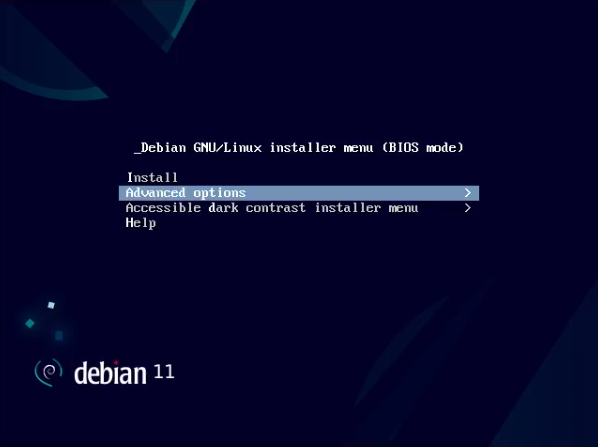 _Debian GNU/Linux installer menu (BIOS mode)
Install
Advanced options >
Accessible dark contrast installer menu >
Help
debian 11